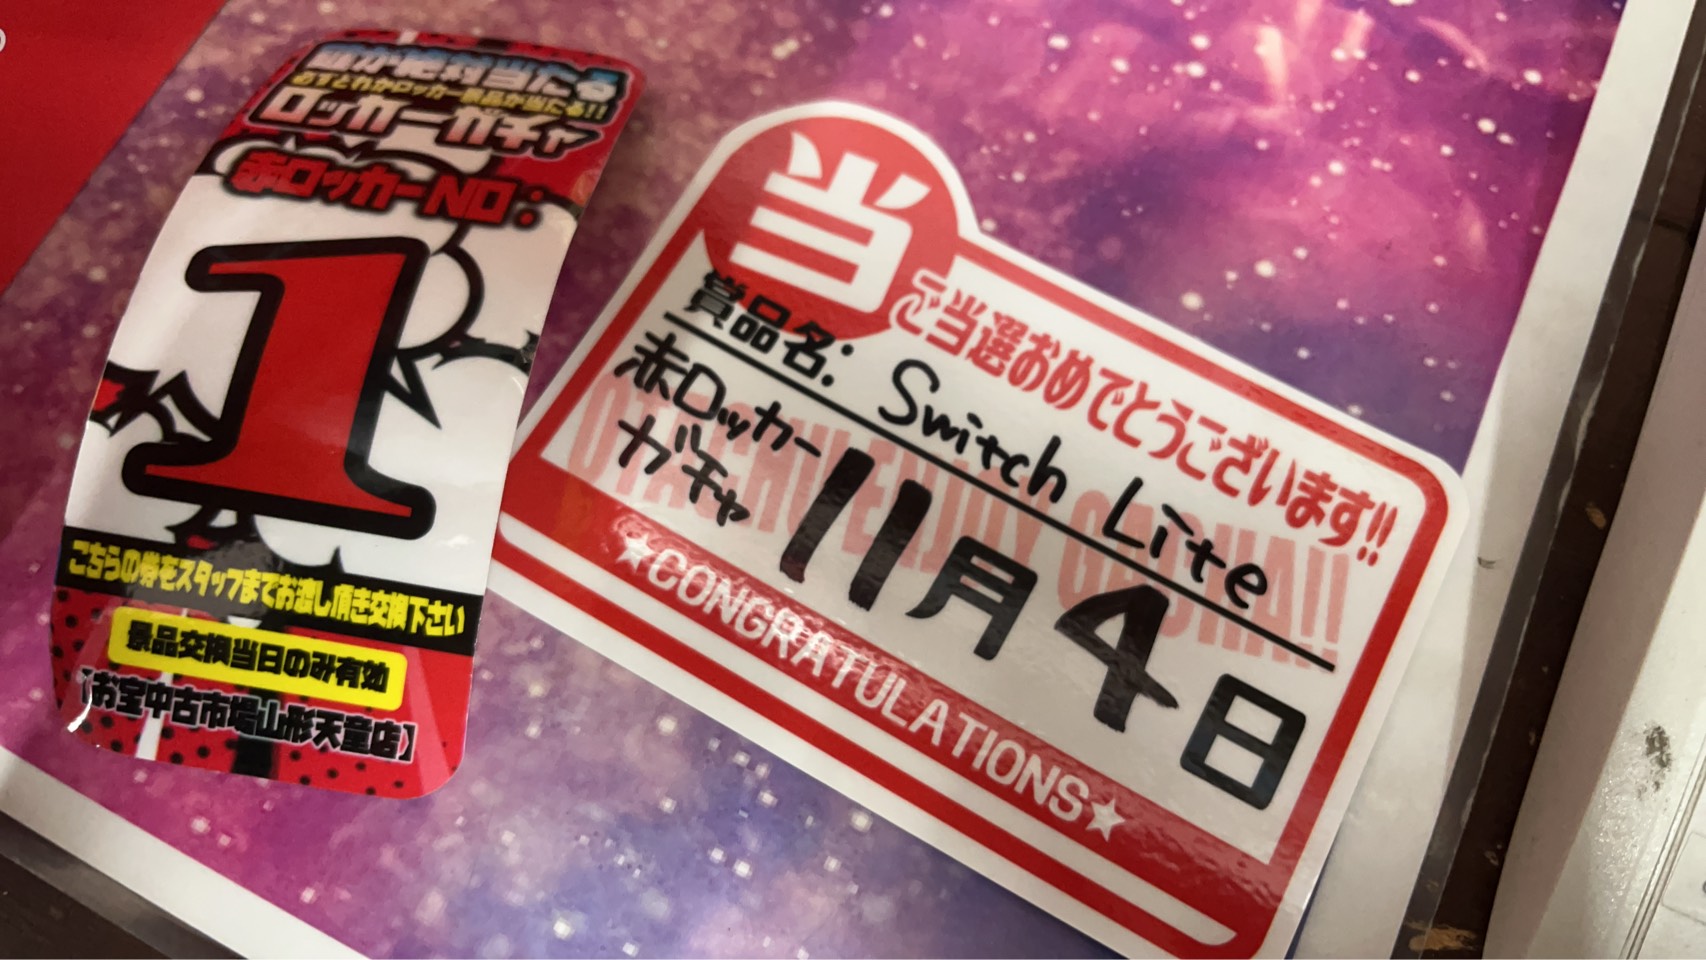 誰が絶対当たる
必ずどれかロッカー景品が当たる!!
ロッカーガチャ
赤ロッカーNO:
1
こちらの券をスタッフまでお渡し頂き交換下さい
景品交換当日のみ有効
【お宝中古市場山形天童店】
当
ご当選おめでとうございます!!
賞品名: Switch Lite
赤ロッカー
ガチャ
11月4日
★CONGRATULATIONS★